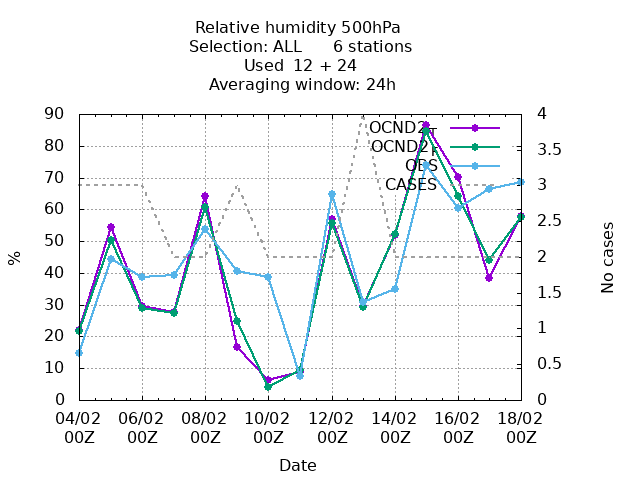 Relative humidity 500hPa
Selection: ALL 6 stations
Used 12 + 24
Averaging window: 24h
90 4
OCND2+
80 3.5
OCND2
70
OBS
CASES 3
60 2.5
50 2
% No cases
40 1.5
30 1
20
10 0.5
0 0
04/02 06/02 08/02 10/02 12/02 14/02 16/02 18/02
00Z 00Z 00Z 00Z 00Z 00Z 00Z 00Z
Date